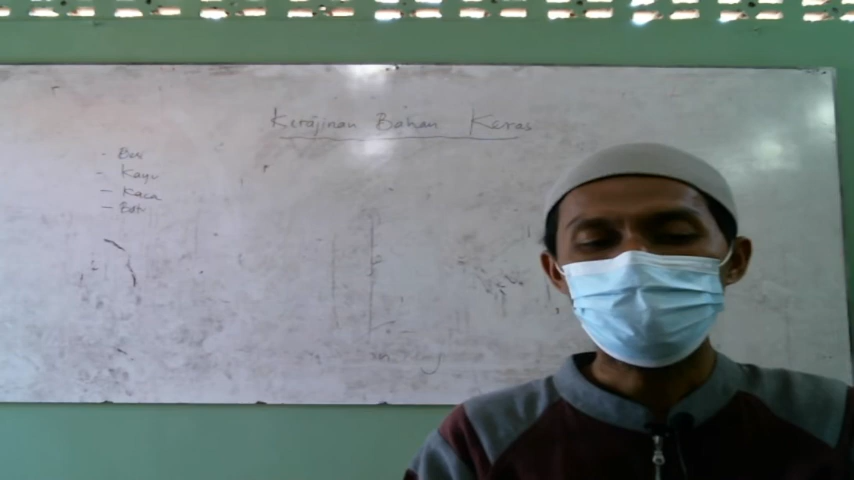 Kerajinan Bahan Keras
- Besi
- Kayu
- Kaca
- Batu